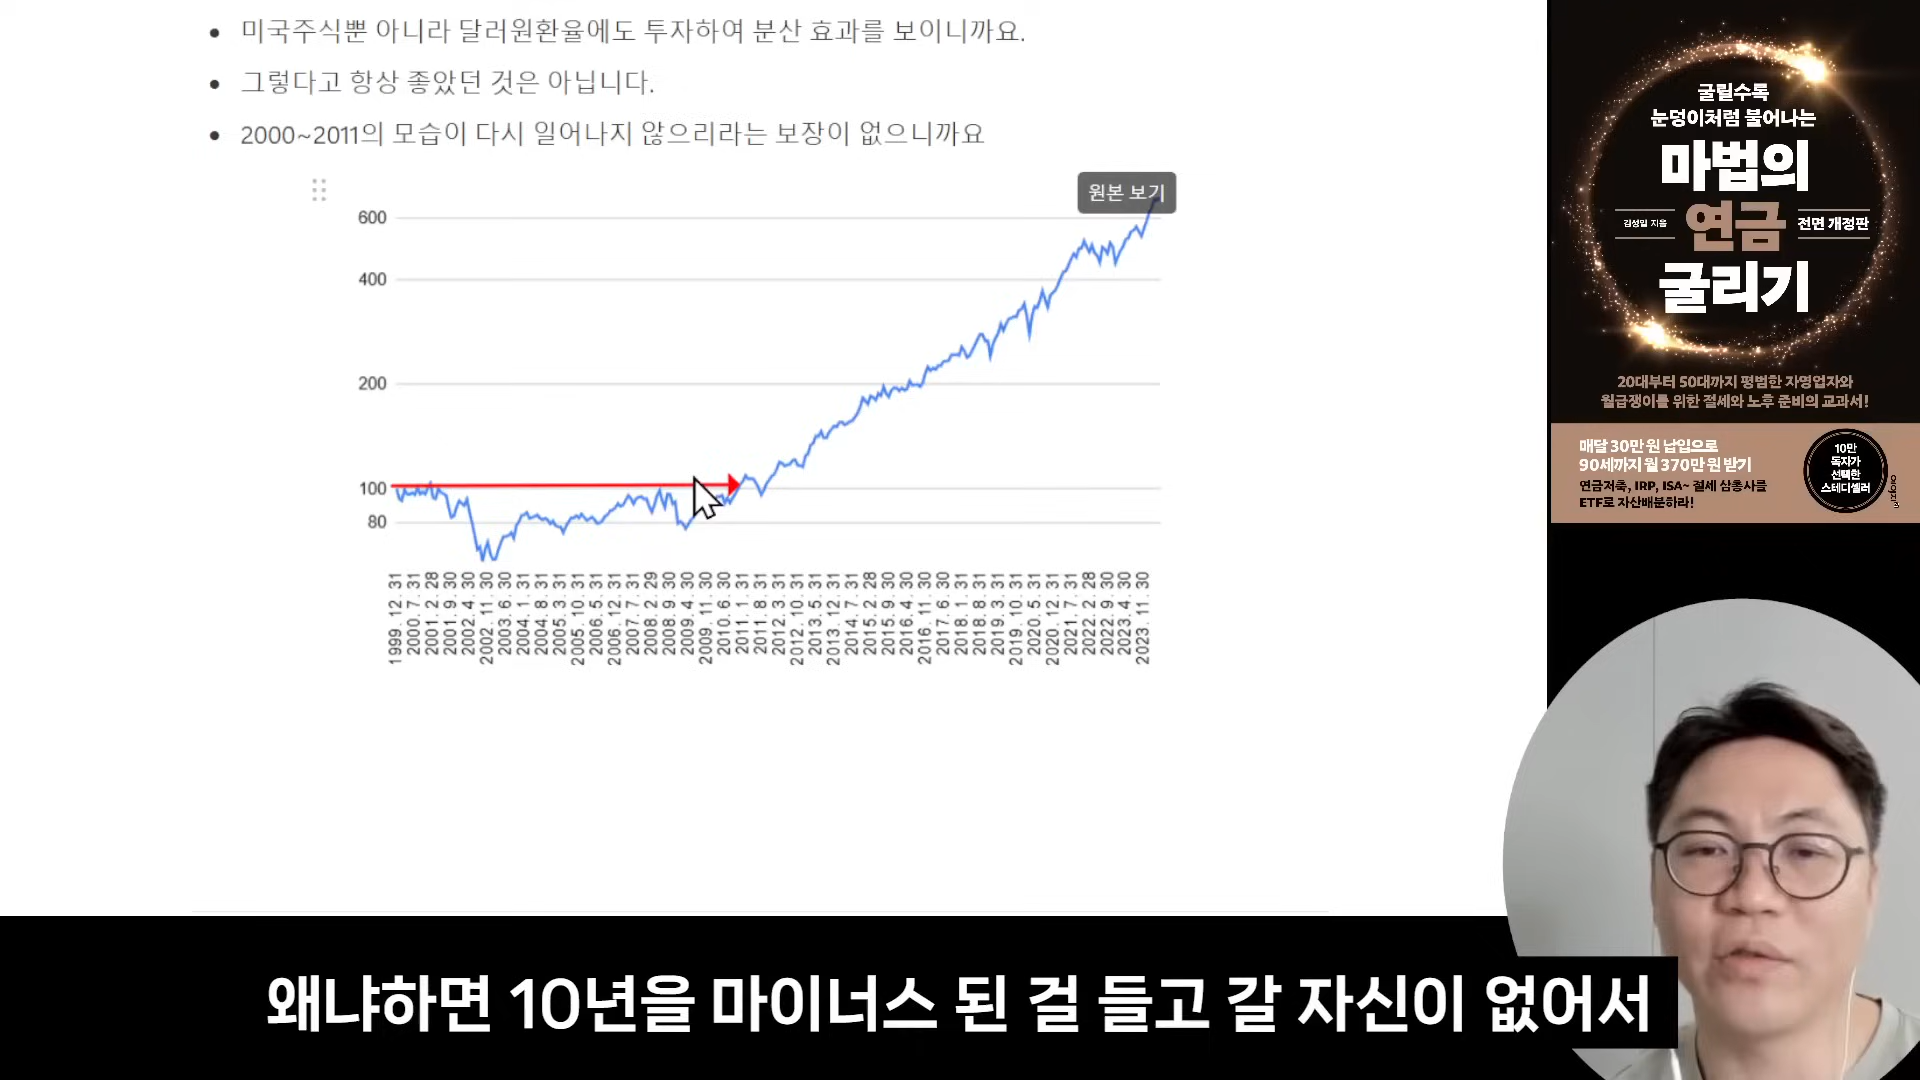 미국주식뿐 아니라 달러원환율에도 투자하여 분산 효과를 보이니까요.
그렇다고 항상 좋았던 것은 아닙니다.
2000~2011의 모습이 다시 일어나지 않으리라는 보장이 없으니까요
원본 보기
600
400
200
100
80
1999. 12. 31
2000. 7. 31
2001. 2. 28
2001. 9. 30
2002. 4. 30
2002. 11. 30
2003. 6. 30
2004. 1. 31
2004. 8. 31
2005. 3. 31
2005. 10. 31
2006. 5. 31
2006. 12. 31
2007. 7. 31
2008. 2. 29
2008. 9. 30
2009. 4. 30
2009. 11. 30
2010. 6. 30
2011. 1. 31
2011. 8. 31
2012. 3. 31
2012. 10. 31
2013. 5. 31
2013. 12. 31
2014. 7. 31
2015. 2. 28
2015. 9. 30
2016. 4. 30
2016. 11. 30
2017. 6. 30
2018. 1. 31
2018. 8. 31
2019. 3. 31
2019. 10. 31
2020. 5. 31
2020. 12. 31
2021. 7. 31
2022. 2. 28
2022. 9. 30
2023. 4. 30
2023. 11. 30
굴릴수록
눈덩이처럼 불어나는
마법의
김성일 지음
연금
전면 개정판
굴리기
20대부터 50대까지 평범한 자영업자와
월급쟁이를 위한 절세와 노후 준비의 교과서!
매달 30만 원 납입으로
90세까지 월 370만 원 받기
연금저축, IRP, ISA~ 절세 삼총사를
ETF로 자산배분하라!
10만
독자가
선택한
스테디셀러
왜냐하면 10년을 마이너스 된 걸 들고 갈 자신이 없어서